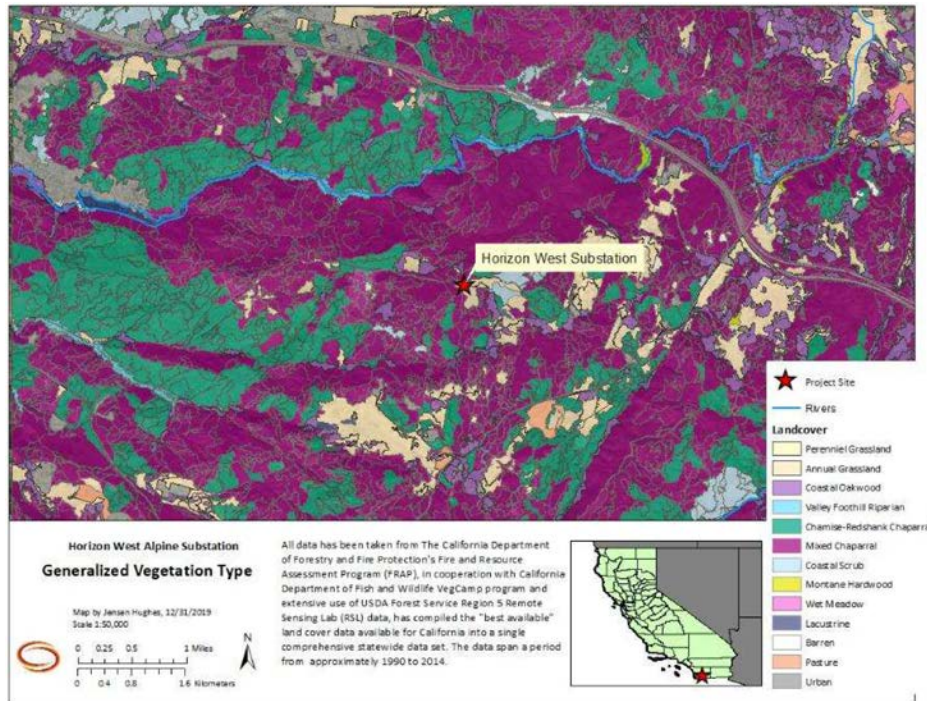 Horizon West Substation
Project Site
Rivers
Landcover
Perenniel Grassland
Annual Grassland
Coastal Oakwood
Valley Foothill Riparian
Chamise-Redshank Chaparra
Mixed Chaparral
Coastal Scrub
Montane Hardwood
Wet Meadow
Lacustrine
Barren
Pasture
Urban
Horizon West Alpine Substation
Generalized Vegetation Type
Map by Jensen Hughes, 12/31/2019
Scale 1:50,000
N
0 0.25 0.5 1 Miles
0 0.4 0.8 1.6 Kilometers
All data has been taken from The California Department
of Forestry and Fire Protection's Fire and Resource
Assessment Program (FRAP), in cooperation with California
Department of Fish and Wildlife VegCamp program and
extensive use of USDA Forest Service Region 5 Remote
Sensing Lab (RSL) data, has compiled the "best available"
land cover data available for California into a single
comprehensive statewide data set. The data span a period
from approximately 1990 to 2014.